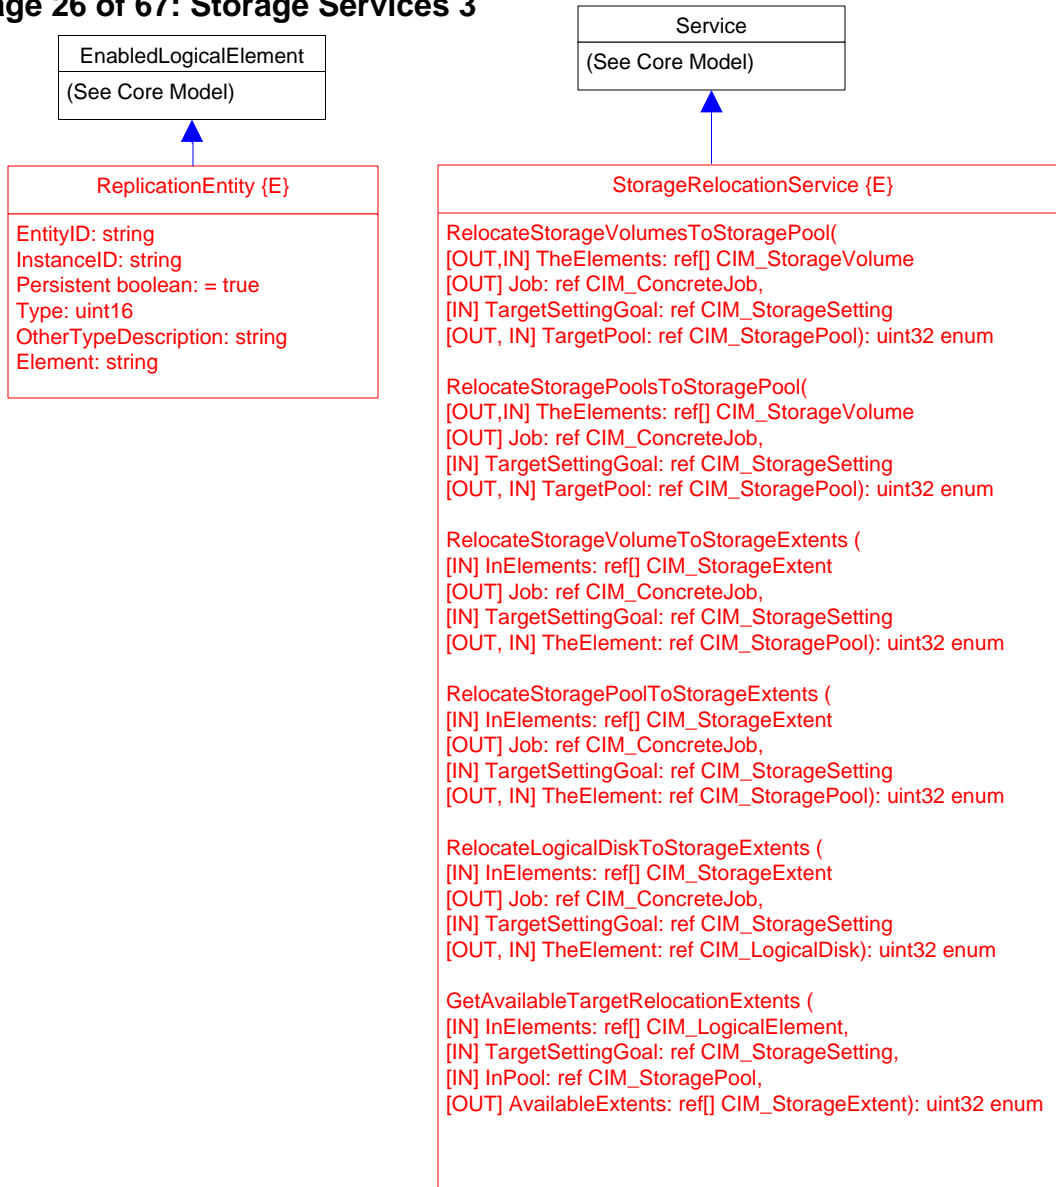 age 26 of 67: Storage Services 3
EnabledLogicalElement
(See Core Model)
Service
(See Core Model)
ReplicationEntity {E}
EntityID: string
InstanceID: string
Persistent boolean: = true
Type: uint16
OtherTypeDescription: string
Element: string
StorageRelocationService {E}
RelocateStorageVolumesToStoragePool(
[OUT,IN] TheElements: ref[] CIM_StorageVolume
[OUT] Job: ref CIM_ConcreteJob,
[IN] TargetSettingGoal: ref CIM_StorageSetting
[OUT, IN] TargetPool: ref CIM_StoragePool): uint32 enum
RelocateStoragePoolsToStoragePool(
[OUT,IN] TheElements: ref[] CIM_StorageVolume
[OUT] Job: ref CIM_ConcreteJob,
[IN] TargetSettingGoal: ref CIM_StorageSetting
[OUT, IN] TargetPool: ref CIM_StoragePool): uint32 enum
RelocateStorageVolumeToStorageExtents (
[IN] InElements: ref[] CIM_StorageExtent
[OUT] Job: ref CIM_ConcreteJob,
[IN] TargetSettingGoal: ref CIM_StorageSetting
[OUT, IN] TheElement: ref CIM_StoragePool): uint32 enum
RelocateStoragePoolToStorageExtents (
[IN] InElements: ref[] CIM_StorageExtent
[OUT] Job: ref CIM_ConcreteJob,
[IN] TargetSettingGoal: ref CIM_StorageSetting
[OUT, IN] TheElement: ref CIM_StoragePool): uint32 enum
RelocateLogicalDiskToStorageExtents (
[IN] InElements: ref[] CIM_StorageExtent
[OUT] Job: ref CIM_ConcreteJob,
[IN] TargetSettingGoal: ref CIM_StorageSetting
[OUT, IN] TheElement: ref CIM_LogicalDisk): uint32 enum
GetAvailableTargetRelocationExtents (
[IN] InElements: ref[] CIM_LogicalElement,
[IN] TargetSettingGoal: ref CIM_StorageSetting,
[IN] InPool: ref CIM_StoragePool,
[OUT] AvailableExtents: ref[] CIM_StorageExtent): uint32 enum